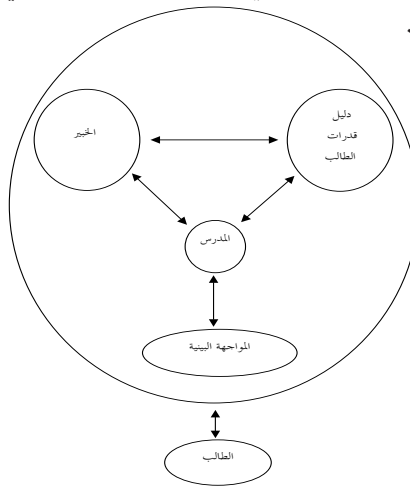 دليل
قدرات
الطالب
الخبير
المدرس
المواجهة البينية
الطالب